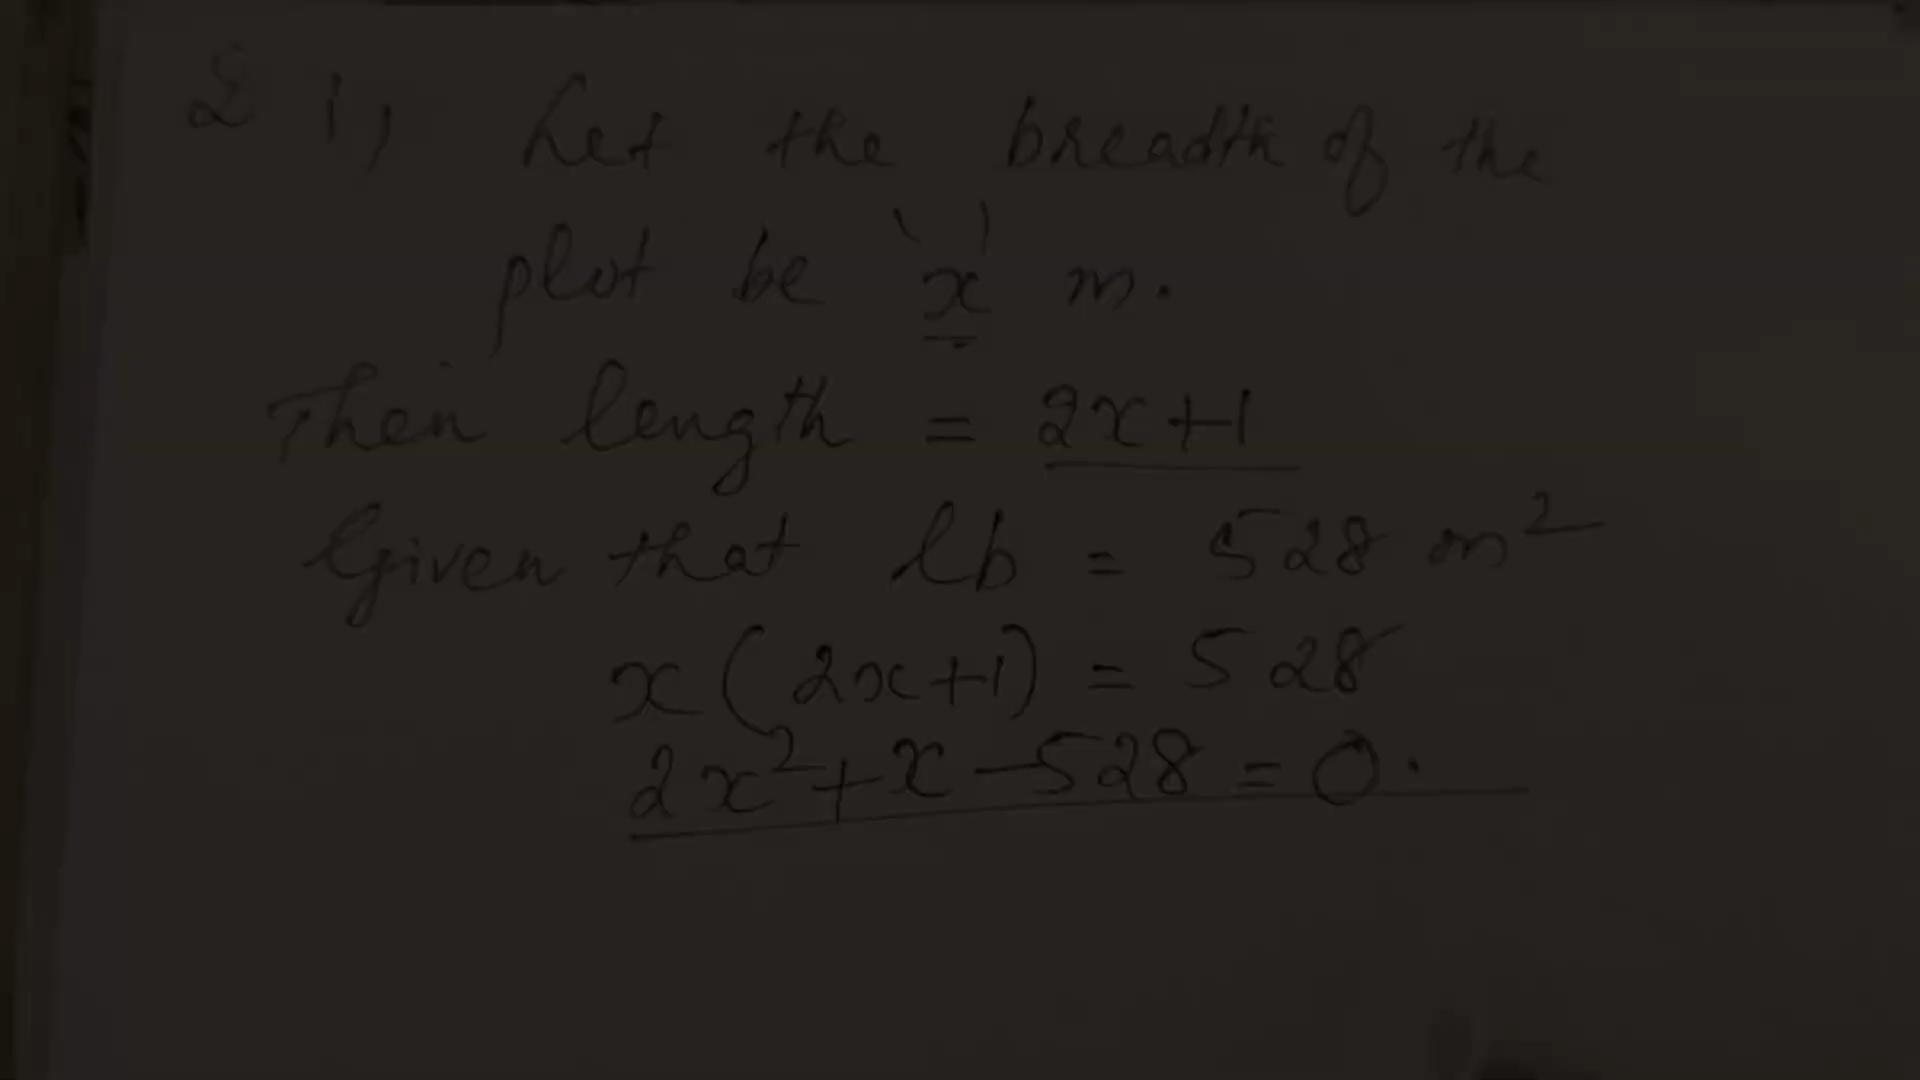 2 i, Let the breadth of the
plot be 'x' m.
Then length = 2x+1
Given that lb = 528 m²
x(2x+1) = 528
2x²+x-528=0.